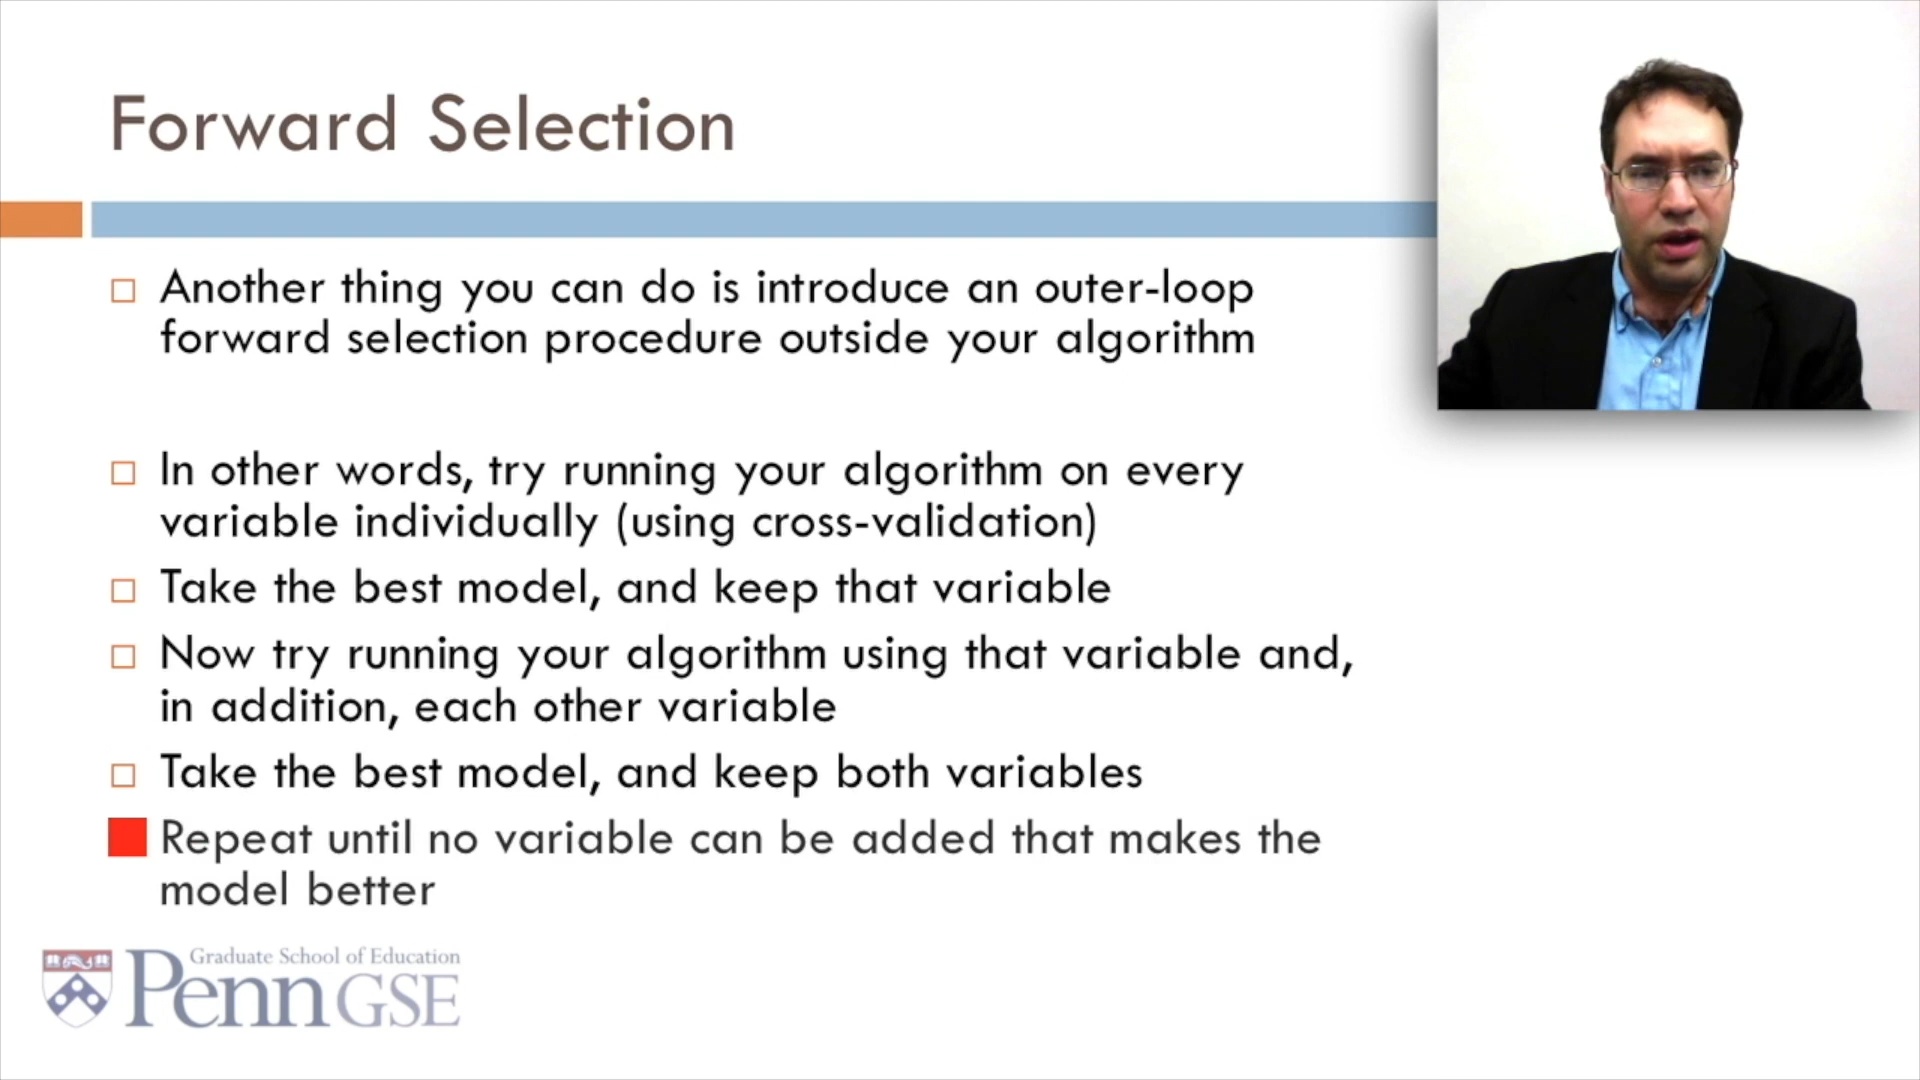 Forward Selection
Another thing you can do is introduce an outer-loop
forward selection procedure outside your algorithm
In other words, try running your algorithm on every
variable individually (using cross-validation)
Take the best model, and keep that variable
Now try running your algorithm using that variable and,
in addition, each other variable
Take the best model, and keep both variables
Repeat until no variable can be added that makes the
model better
Graduate School of Education
Penn GSE